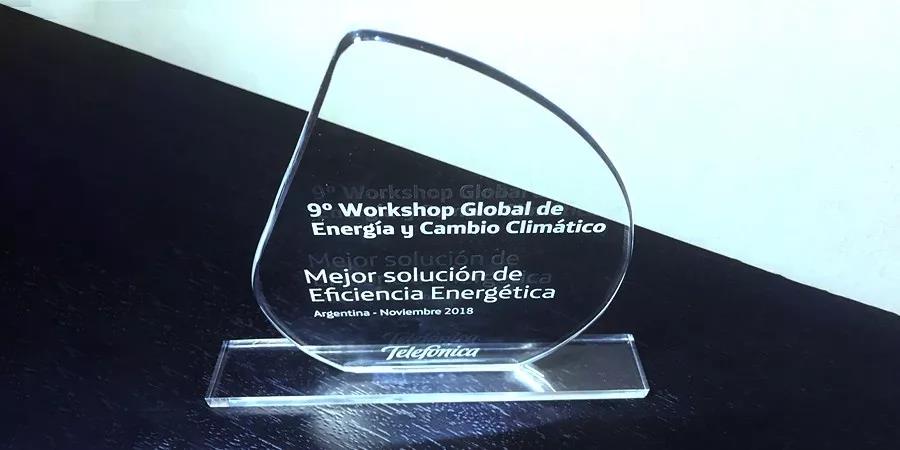 9º Workshop Global de
Energía y Cambio Climático
Mejor solución de
Eficiencia Energética
Argentina - Noviembre 2018
Telefónica